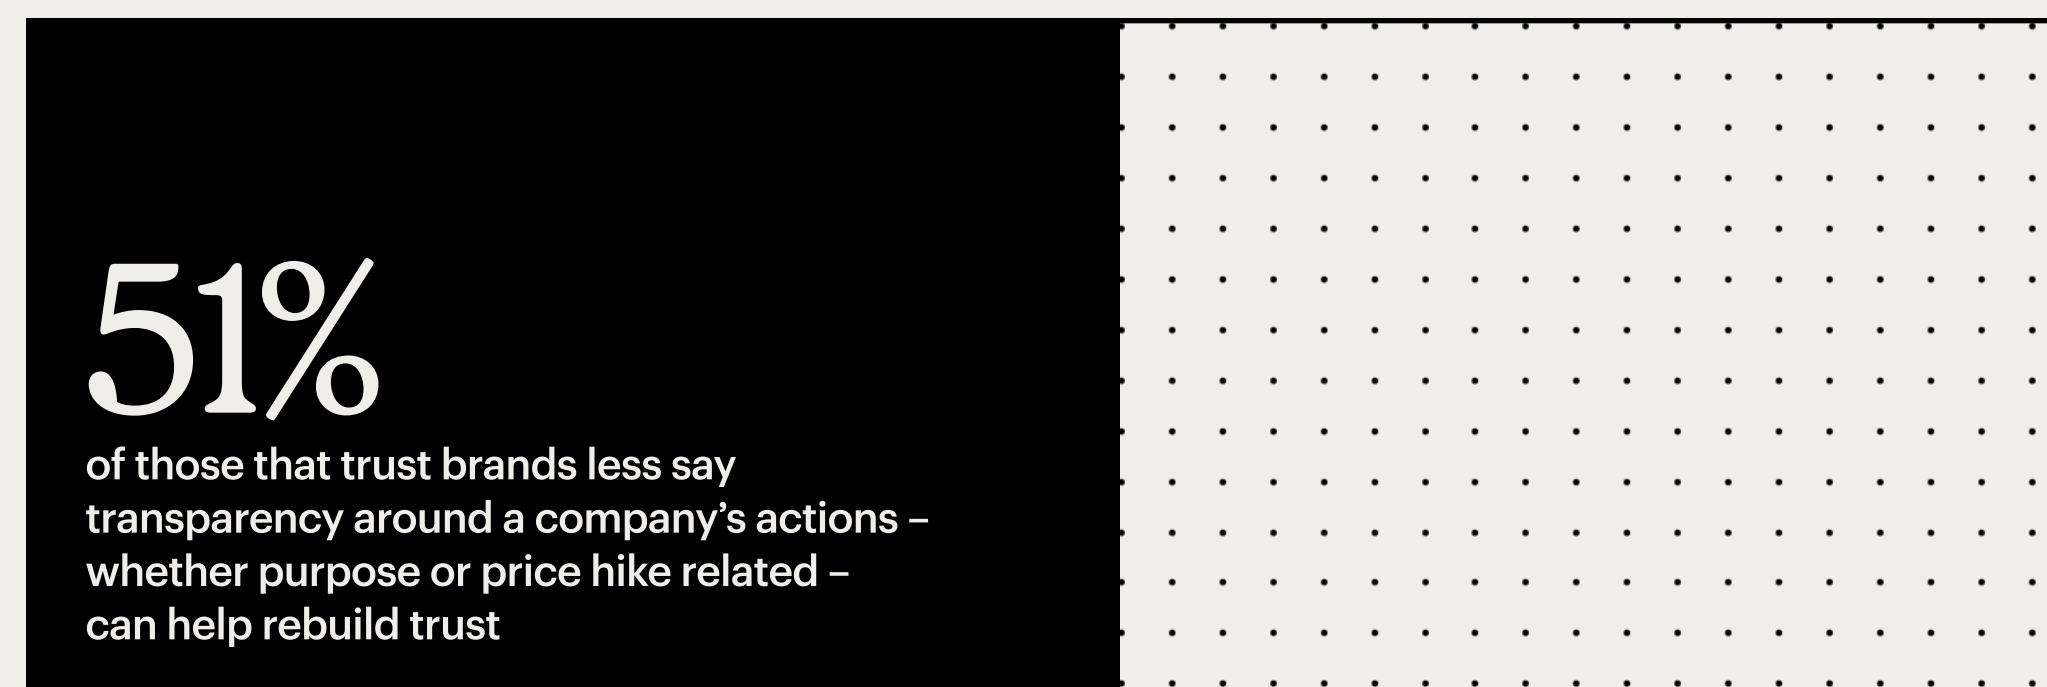 51%
of those that trust brands less say
transparency around a company’s actions –
whether purpose or price hike related –
can help rebuild trust